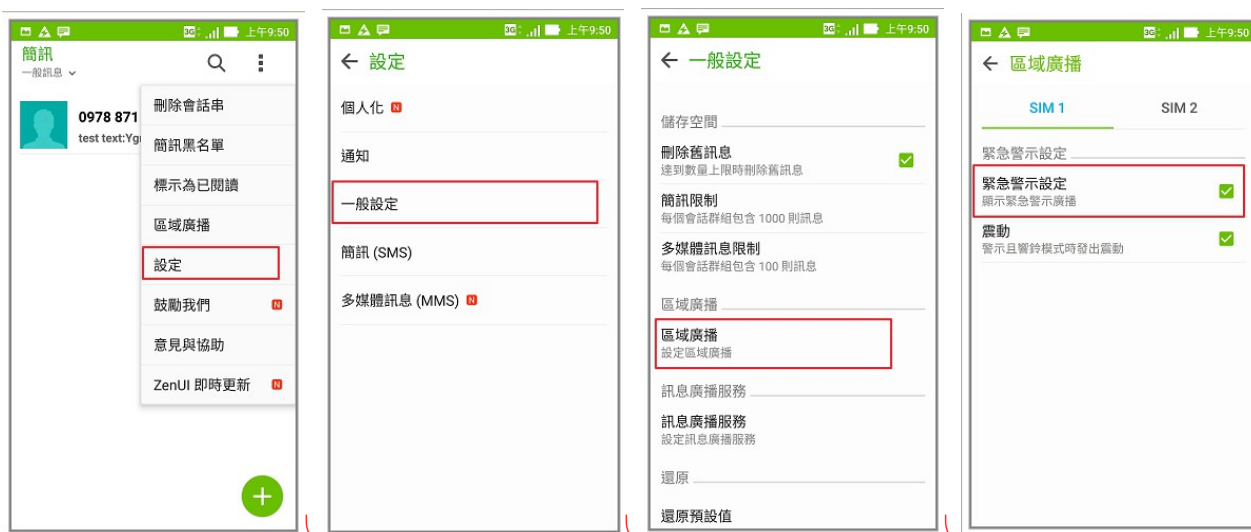 3G 上午9:50
簡訊
一般訊息
0978 871
test text:Yg
刪除會話串
簡訊黑名單
標示為已閱讀
區域廣播
設定
鼓勵我們 N
意見與協助
ZenUI 即時更新 N
3G 上午9:50
設定
個人化 N
通知
一般設定
簡訊 (SMS)
多媒體訊息 (MMS) N
3G 上午9:50
一般設定
儲存空間
刪除舊訊息
達到數量上限時刪除舊訊息
簡訊限制
每個會話群組包含 1000 則訊息
多媒體訊息限制
每個會話群組包含 100 則訊息
區域廣播
區域廣播
設定區域廣播
訊息廣播服務
訊息廣播服務
設定訊息廣播服務
還原
還原預設值
3G 上午9:50
區域廣播
SIM 1 SIM 2
緊急警示設定
緊急警示設定
顯示緊急警示廣播
震動
警示且響鈴模式時發出震動